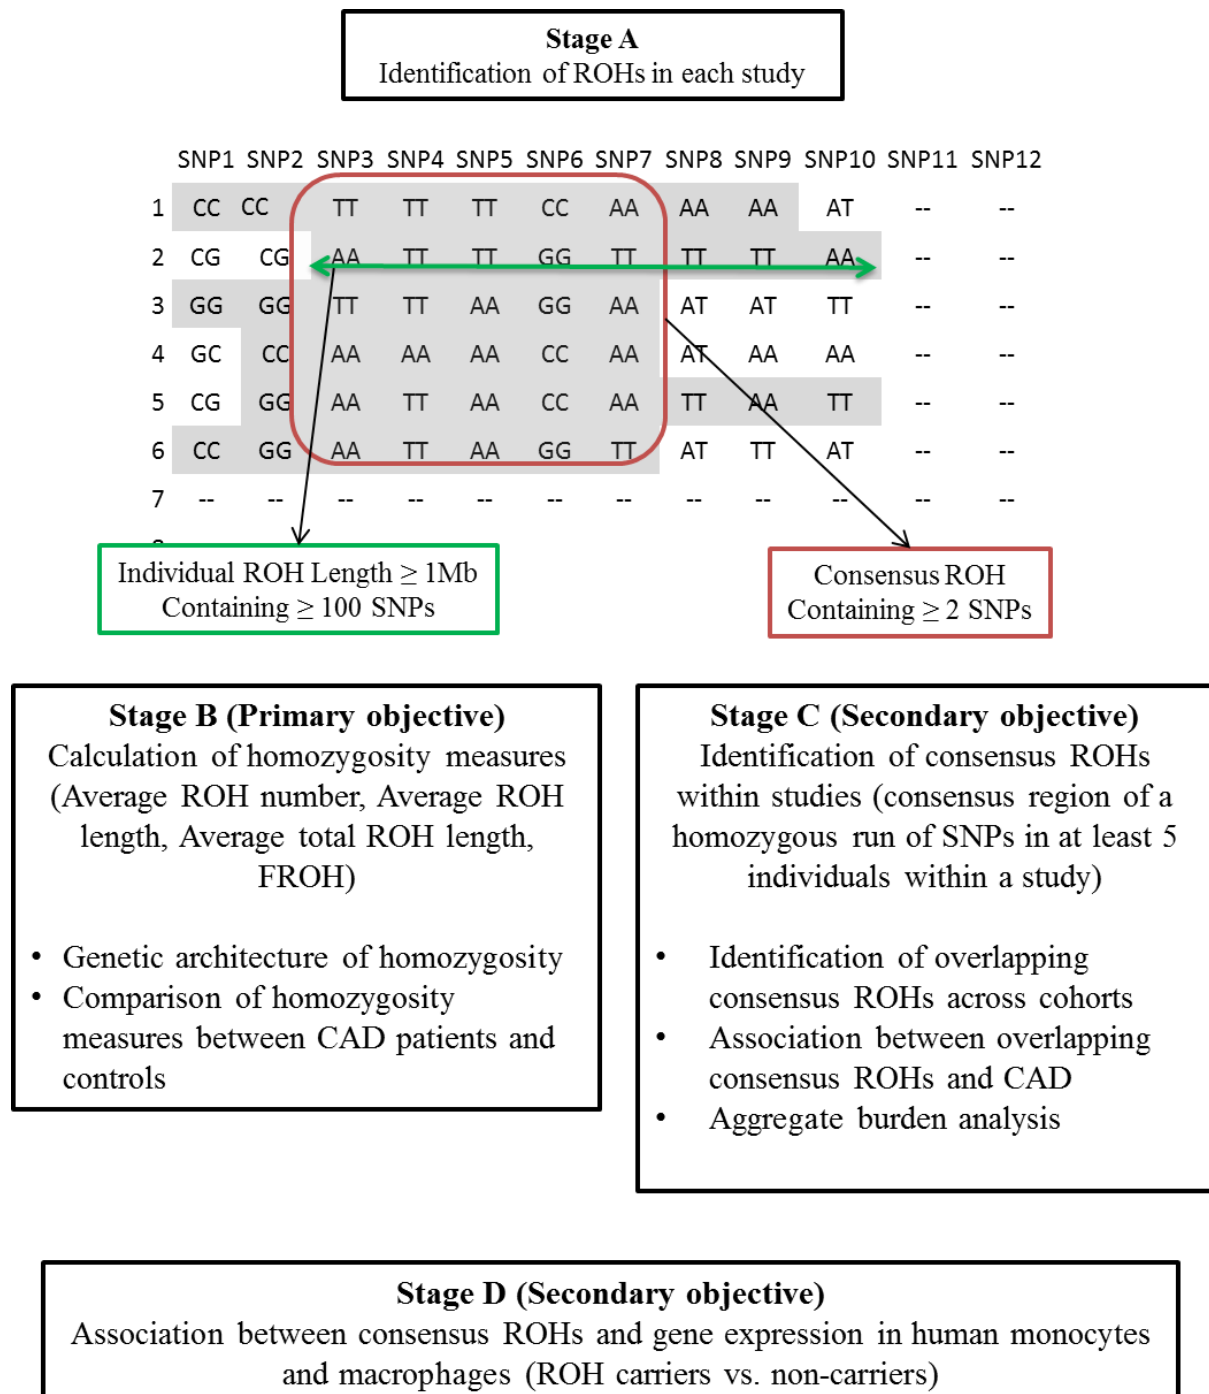 Stage A
Identification of ROHs in each study
SNP1 SNP2 SNP3 SNP4 SNP5 SNP6 SNP7 SNP8 SNP9 SNP10 SNP11 SNP12
1 CC CC TT TT TT CC AA AA AA AT -- --
2 CG CG AA TT TT GG TT TT TT AA -- --
3 GG GG TT TT AA GG AA AT AT TT -- --
4 GC CC AA AA AA CC AA AT AA AA -- --
5 CG GG AA TT AA CC AA TT AA TT -- --
6 CC GG AA TT AA GG TT AT TT AT -- --
7 -- -- -- -- -- -- -- -- -- -- -- --
Individual ROH Length ≥ 1Mb
Containing ≥ 100 SNPs
Consensus ROH
Containing ≥ 2 SNPs
Stage B (Primary objective)
Calculation of homozygosity measures
(Average ROH number, Average ROH
length, Average total ROH length,
FROH)
• Genetic architecture of homozygosity
• Comparison of homozygosity
measures between CAD patients and
controls
Stage C (Secondary objective)
Identification of consensus ROHs
within studies (consensus region of a
homozygous run of SNPs in at least 5
individuals within a study)
• Identification of overlapping
consensus ROHs across cohorts
• Association between overlapping
consensus ROHs and CAD
• Aggregate burden analysis
Stage D (Secondary objective)
Association between consensus ROHs and gene expression in human monocytes
and macrophages (ROH carriers vs. non-carriers)